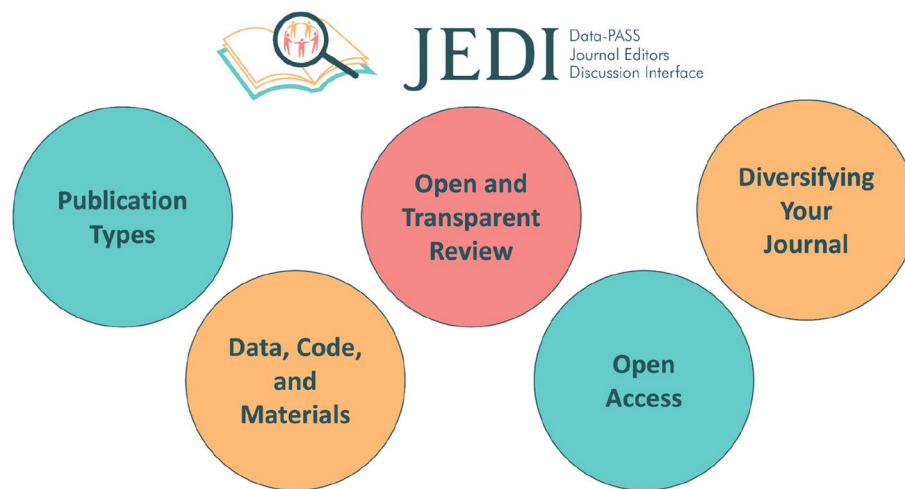 JEDI
Data-PASS
Journal Editors
Discussion Interface
Publication
Types
Data, Code,
and
Materials
Open and
Transparent
Review
Open
Access
Diversifying
Your
Journal